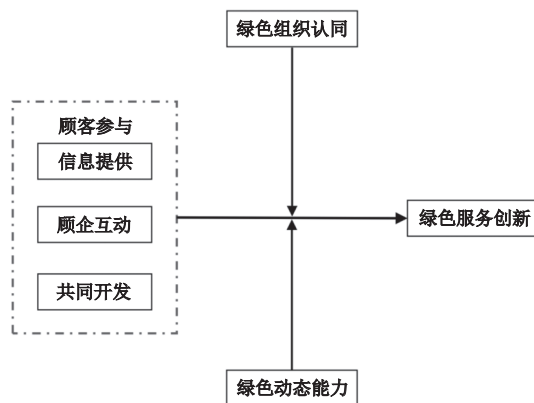 绿色组织认同
顾客参与
信息提供
顾企互动
共同开发
绿色服务创新
绿色动态能力